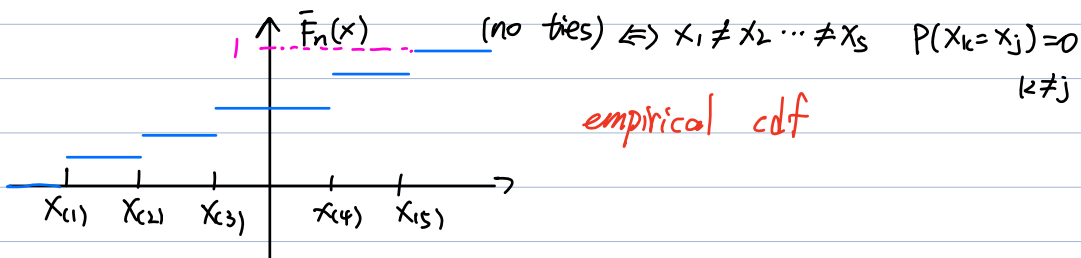 F̄ₙ(x) (no ties) ⇔ x₁ ≠ x₂ ⋯ ≠ x₅ P(xₖ=xⱼ)=0
1
k≠j
empirical cdf
X₍₁₎ X₍₂₎ X₍₃₎ x₍₄₎ X₍₅₎